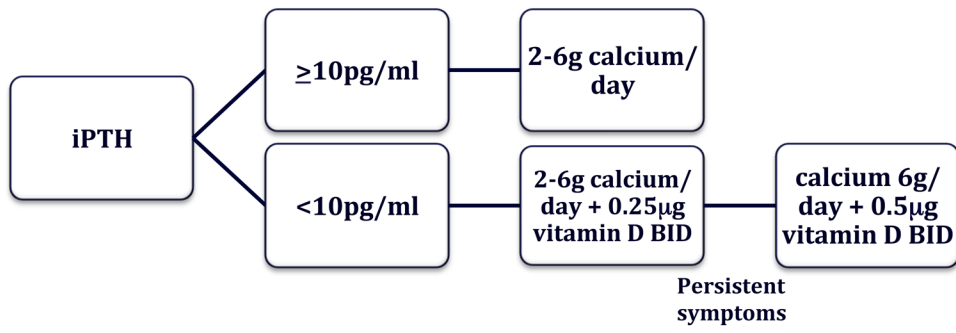 iPTH
≥10pg/ml
2-6g calcium/
day
<10pg/ml
2-6g calcium/
day + 0.25μg
vitamin D BID
calcium 6g/
day + 0.5μg
vitamin D BID
Persistent
symptoms